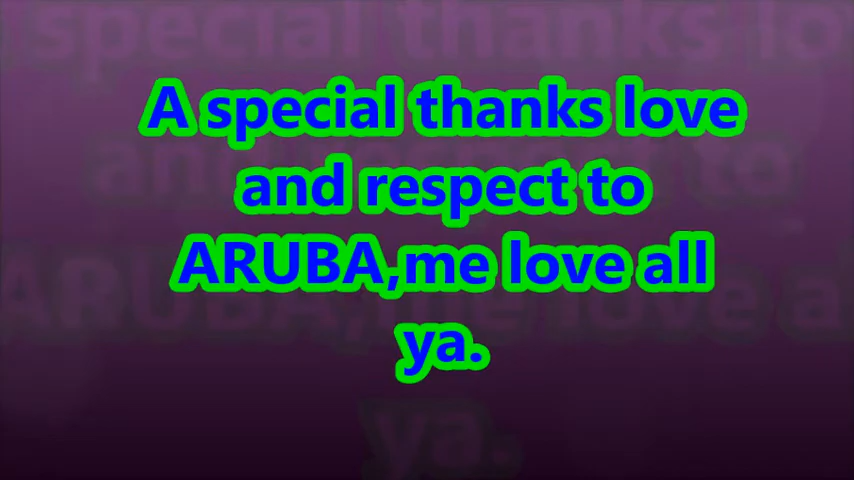 A special thanks love
and respect to
ARUBA,me love all
ya.